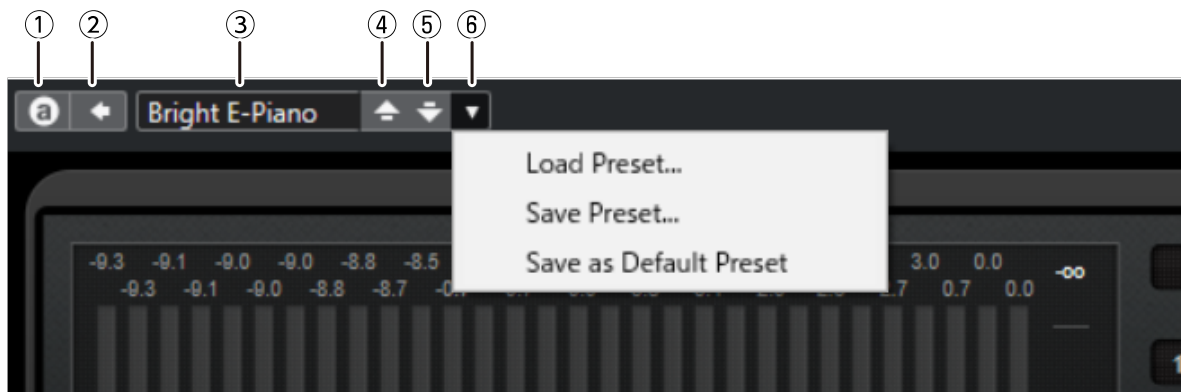 ① ② ③ ④ ⑤ ⑥
a Bright E-Piano
Load Preset...
Save Preset...
Save as Default Preset
-9.3 -9.1 -9.0 -9.0 -8.8 -8.5 3.0 0.0 -∞
-9.3 -9.1 -9.0 -8.8 -8.7 0.7 0.0
1